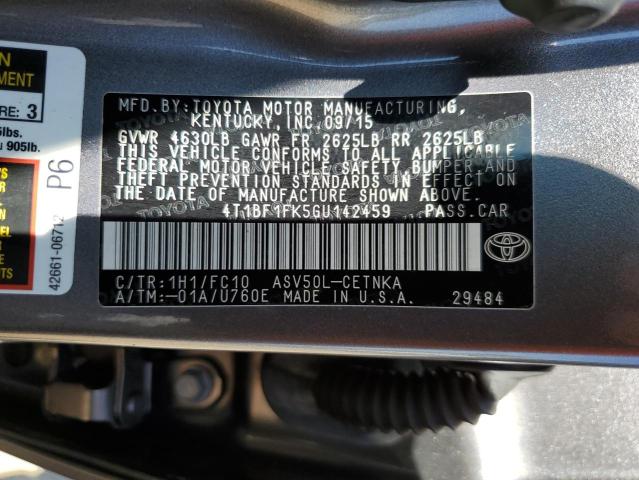 MFD.BY:TOYOTA MOTOR MANUFACTURING,
KENTUCKY, INC.09/15
GVWR 4630LB GAWR FR 2625LB RR 2625LB
THIS VEHICLE CONFORMS TO ALL APPLICABLE
FEDERAL MOTOR VEHICLE SAFETY, BUMPER,AND
THEFT PREVENTION STANDARDS IN EFFECT ON
THE DATE OF MANUFACTURE SHOWN ABOVE.
4T1BF1FK5GU142459 PASS.CAR
C/TR:1H1/FC10 ASV50L-CETNKA
A/TM:-01A/U760E MADE IN U.S.A. 29484
RE: 3
905lb.
P6
42661-06712